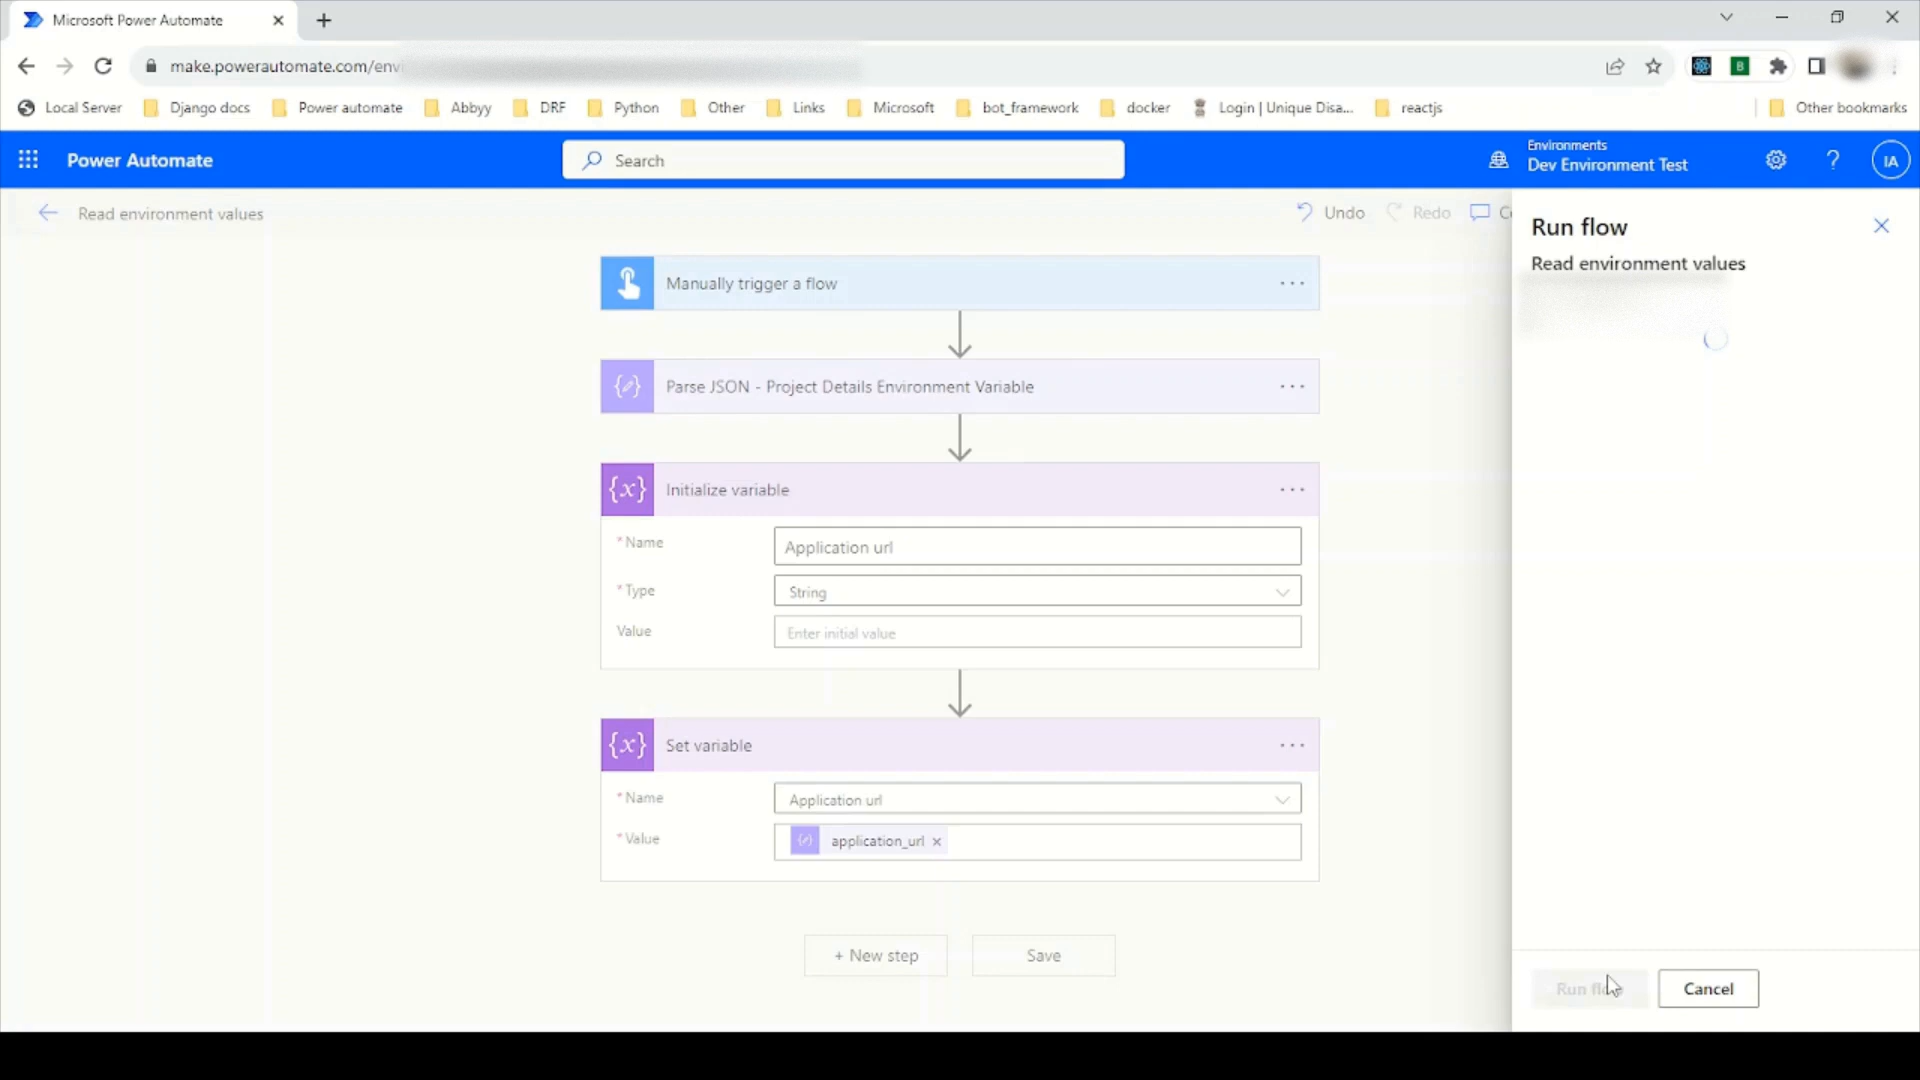 Microsoft Power Automate
make.powerautomate.com/envi
Local Server Django docs Power automate Abbyy DRF Python Other Links Microsoft bot_framework docker Login | Unique Disa... reactjs Other bookmarks
Power Automate
Search
Environments
Dev Environment Test
IA
Read environment values
Undo Redo
Run flow
Read environment values
Manually trigger a flow
Parse JSON - Project Details Environment Variable
Initialize variable
* Name Application url
* Type String
Value Enter initial value
Set variable
* Name Application url
* Value application_url ×
+ New step Save
Run Cancel